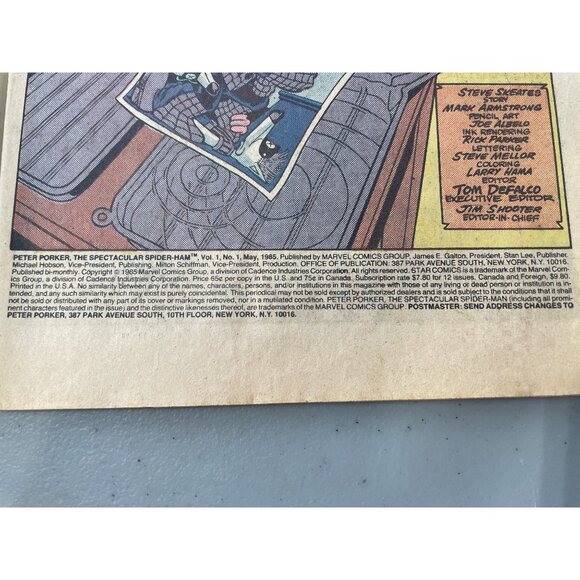 STEVE SKEATES
STORY
MARK ARMSTRONG
PENCIL ART
JOE ALBELO
INK RENDERING
RICK PARKER
LETTERING
STEVE MELLOR
COLORING
LARRY HAMA
EDITOR
TOM DEFALCO
EXECUTIVE EDITOR
JIM SHOOTER
EDITOR-IN-CHIEF
PETER PORKER, THE SPECTACULAR SPIDER-HAM™, Vol. 1, No. 1, May, 1985. Published by MARVEL COMICS GROUP, James E. Galton, President. Stan Lee, Publisher.
Michael Hobson, Vice-President, Publishing. Milton Schiffman, Vice-President, Production. OFFICE OF PUBLICATION: 387 PARK AVENUE SOUTH, NEW YORK, N.Y. 10016.
Published bi-monthly. Copyright © 1985 Marvel Comics Group, a division of Cadence Industries Corporation. All rights reserved. STAR COMICS is a trademark of the Marvel Com-
ics Group, a division of Cadence Industries Corporation. Price 65¢ per copy in the U.S. and 75¢ in Canada. Subscription rate $7.80 for 12 issues. Canada and Foreign, $9.80.
Printed in the U.S.A. No similarity between any of the names, characters, persons, and/or institutions in this magazine with those of any living or dead person or institution is in-
tended, and any such similarity which may exist is purely coincidental. This periodical may not be sold except by authorized dealers and is sold subject to the conditions that it shall
not be sold or distributed with any part of its cover or markings removed, nor in a mutilated condition. PETER PORKER, THE SPECTACULAR SPIDER-MAN (including all promi-
nent characters featured in the issue) and the distinctive likenesses thereof, are trademarks of the MARVEL COMICS GROUP. POSTMASTER: SEND ADDRESS CHANGES TO
PETER PORKER, 387 PARK AVENUE SOUTH, 10TH FLOOR, NEW YORK, N.Y. 10016.